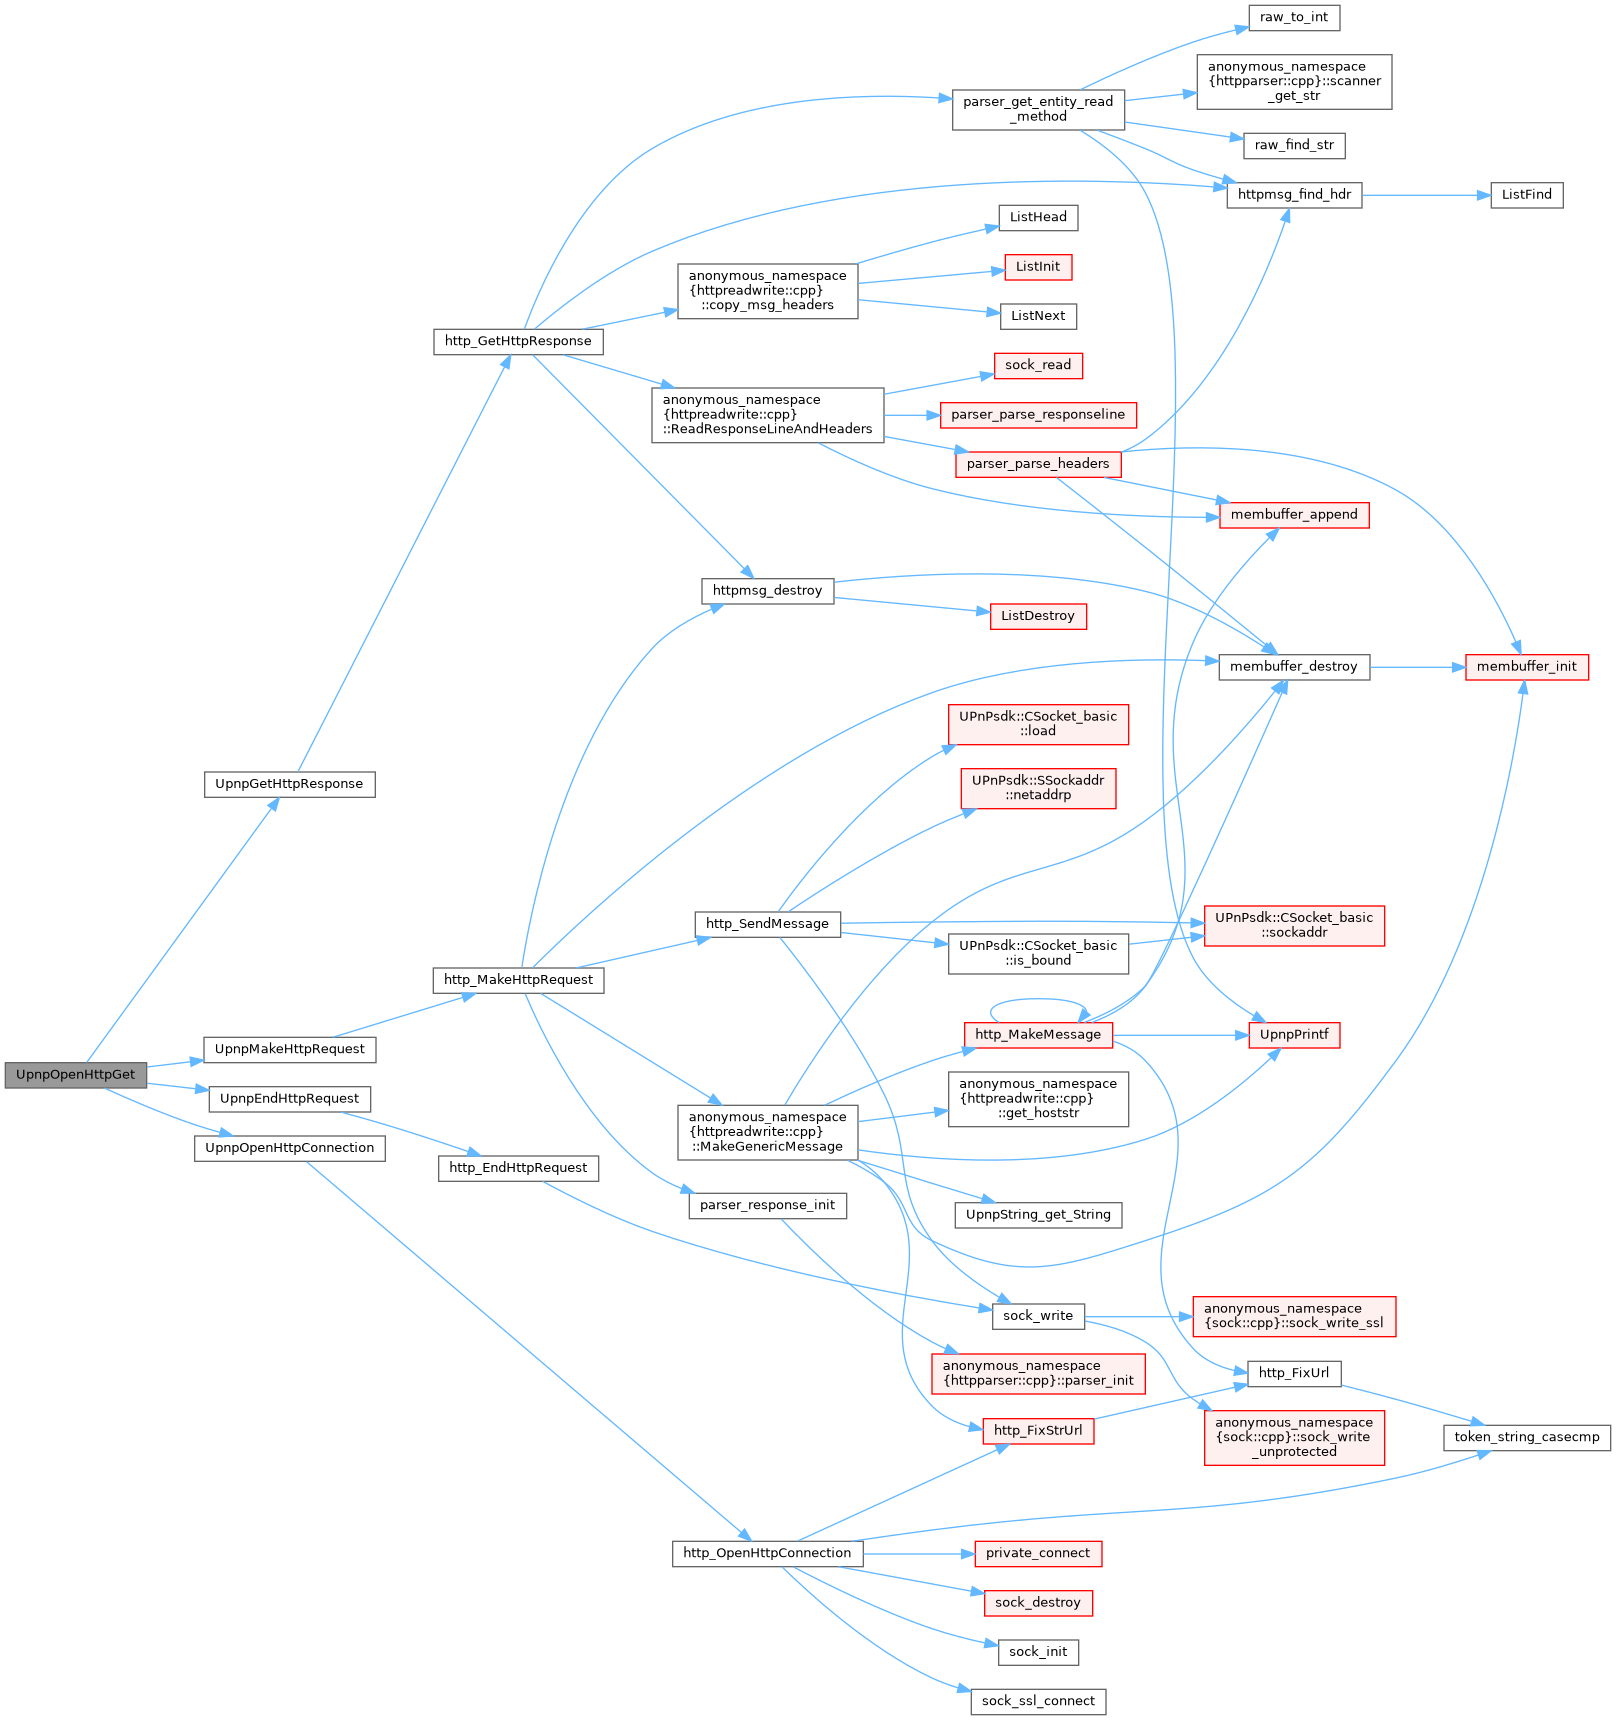 raw_to_int
anonymous_namespace
{httpparser::cpp}::scanner
_get_str
parser_get_entity_read
_method
raw_find_str
httpmsg_find_hdr
ListFind
ListHead
anonymous_namespace
{httpreadwrite::cpp}
::copy_msg_headers
ListInit
ListNext
http_GetHttpResponse
sock_read
anonymous_namespace
{httpreadwrite::cpp}
::ReadResponseLineAndHeaders
parser_parse_responseline
parser_parse_headers
membuffer_append
httpmsg_destroy
ListDestroy
membuffer_destroy
membuffer_init
UPnPsdk::CSocket_basic
::load
UPnPsdk::SSockaddr
::netaddrp
UpnpGetHttpResponse
http_SendMessage
UPnPsdk::CSocket_basic
::sockaddr
UPnPsdk::CSocket_basic
::is_bound
http_MakeHttpRequest
http_MakeMessage
UpnpPrintf
UpnpMakeHttpRequest
UpnpOpenHttpGet
UpnpEndHttpRequest
anonymous_namespace
{httpreadwrite::cpp}
::get_hoststr
anonymous_namespace
{httpreadwrite::cpp}
::MakeGenericMessage
UpnpOpenHttpConnection
http_EndHttpRequest
parser_response_init
UpnpString_get_String
sock_write
anonymous_namespace
{sock::cpp}::sock_write_ssl
anonymous_namespace
{httpparser::cpp}::parser_init
http_FixUrl
http_FixStrUrl
anonymous_namespace
{sock::cpp}::sock_write
_unprotected
token_string_casecmp
http_OpenHttpConnection
private_connect
sock_destroy
sock_init
sock_ssl_connect